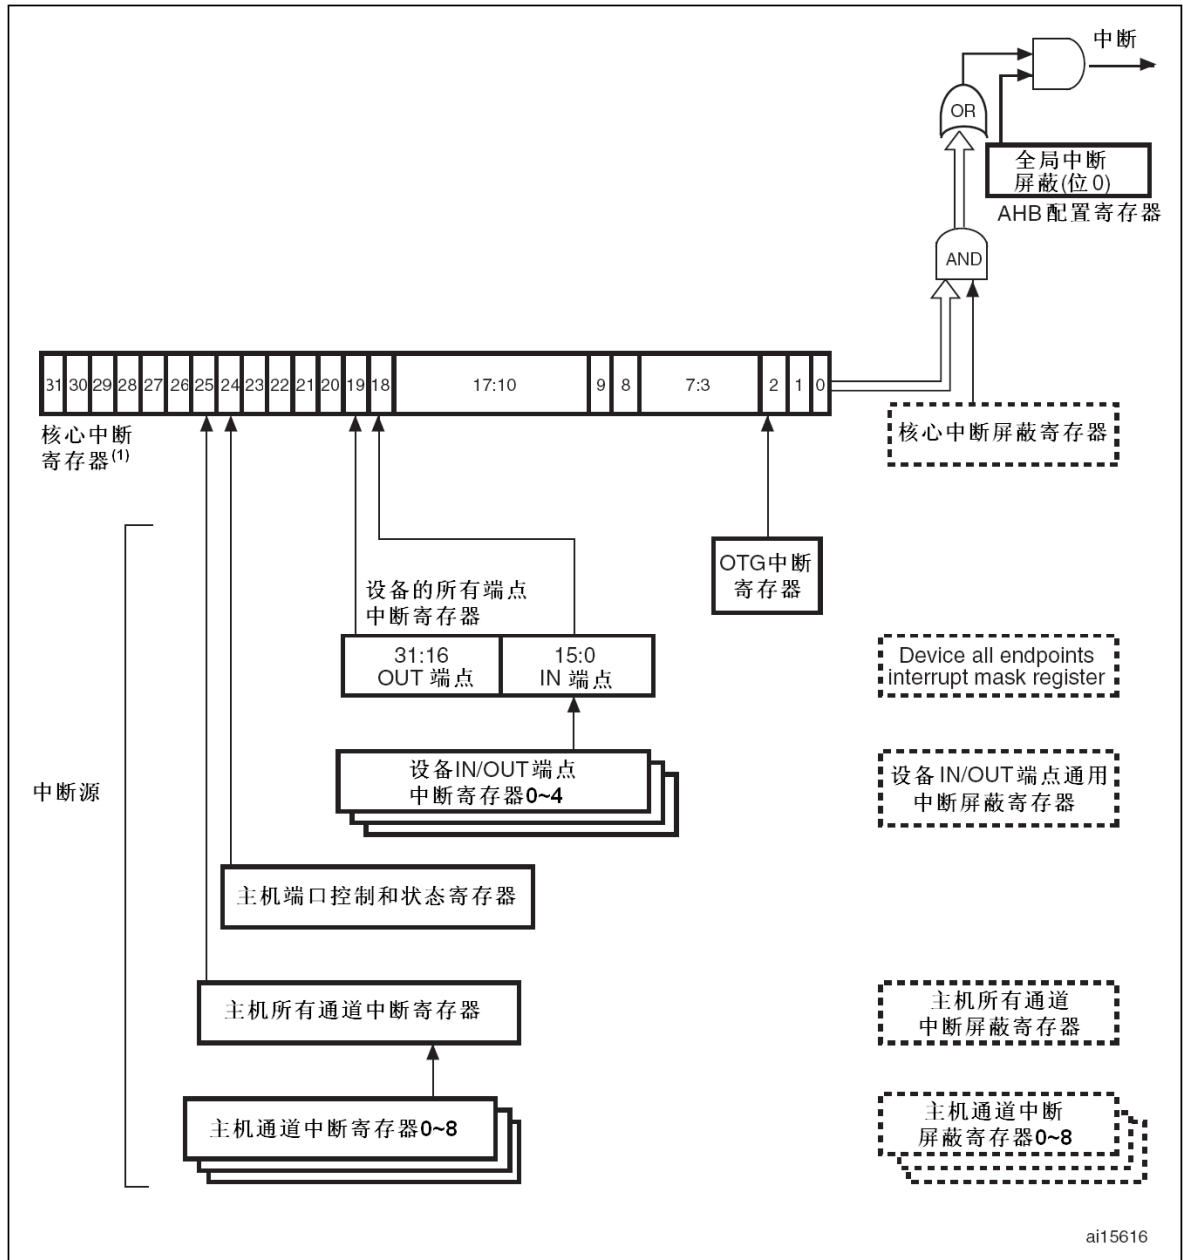 中断
OR
全局中断
屏蔽(位0)
AHB配置寄存器
AND
31 30 29 28 27 26 25 24 23 22 21 20 19 18 17:10 9 8 7:3 2 1 0
核心中断
寄存器(1)
核心中断屏蔽寄存器
OTG中断
寄存器
设备的所有端点
中断寄存器
31:16
OUT 端点
15:0
IN 端点
Device all endpoints
interrupt mask register
设备IN/OUT端点
中断寄存器0~4
设备IN/OUT端点通用
中断屏蔽寄存器
中断源
主机端口控制和状态寄存器
主机所有通道中断寄存器
主机所有通道
中断屏蔽寄存器
主机通道中断寄存器0~8
主机通道中断
屏蔽寄存器0~8
ai15616